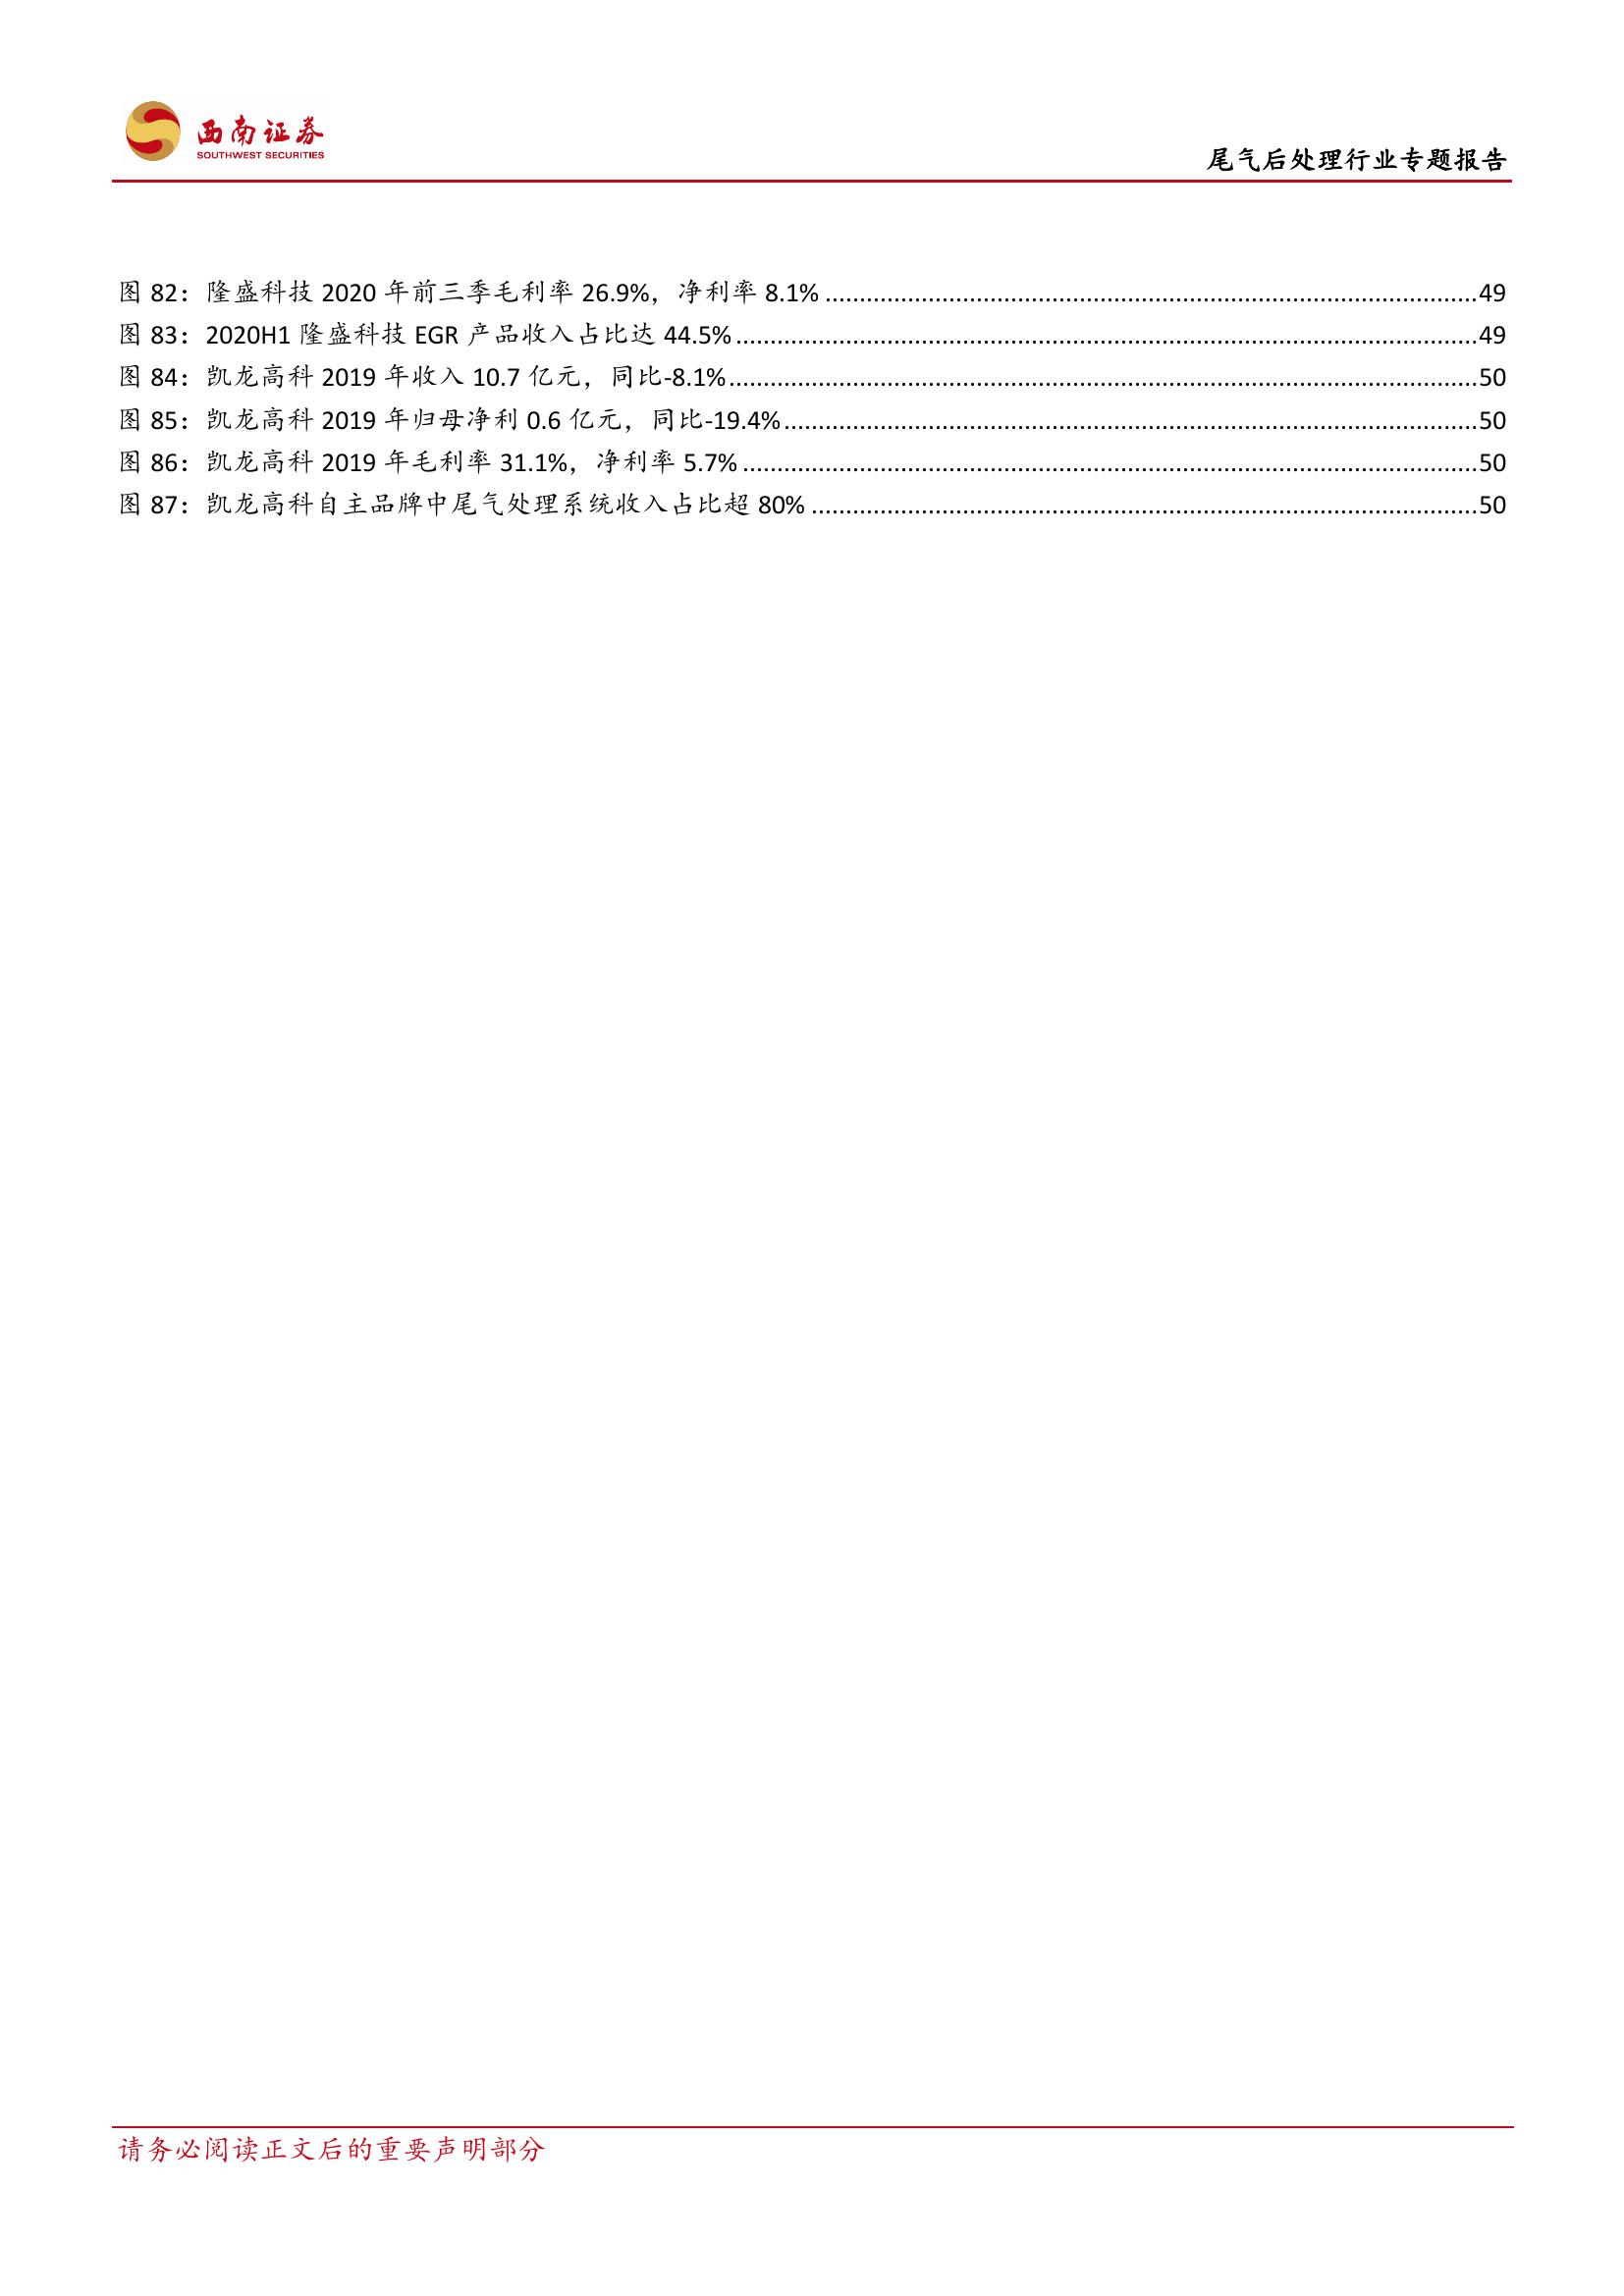 西南证券
SOUTHWEST SECURITIES
尾气后处理行业专题报告
图 82：隆盛科技 2020 年前三季毛利率 26.9%，净利率 8.1% ........................................ 49
图 83：2020H1 隆盛科技 EGR 产品收入占比达 44.5% ........................................ 49
图 84：凯龙高科 2019 年收入 10.7 亿元，同比-8.1% ........................................ 50
图 85：凯龙高科 2019 年归母净利 0.6 亿元，同比-19.4% ........................................ 50
图 86：凯龙高科 2019 年毛利率 31.1%，净利率 5.7% ........................................ 50
图 87：凯龙高科自主品牌中尾气处理系统收入占比超 80% ........................................ 50
请务必阅读正文后的重要声明部分